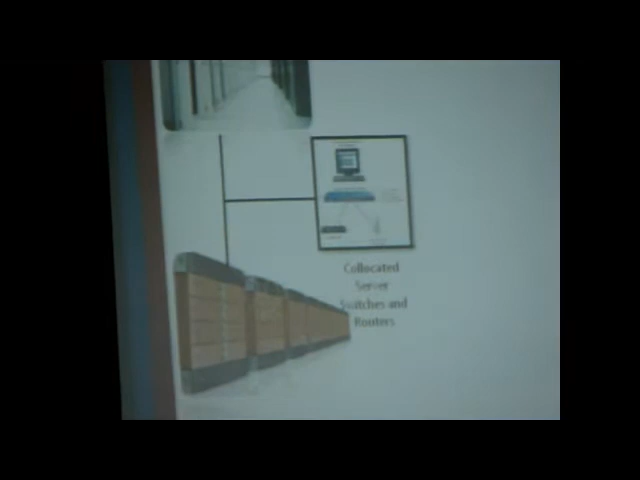 Collocated
Server
Switches and
Routers